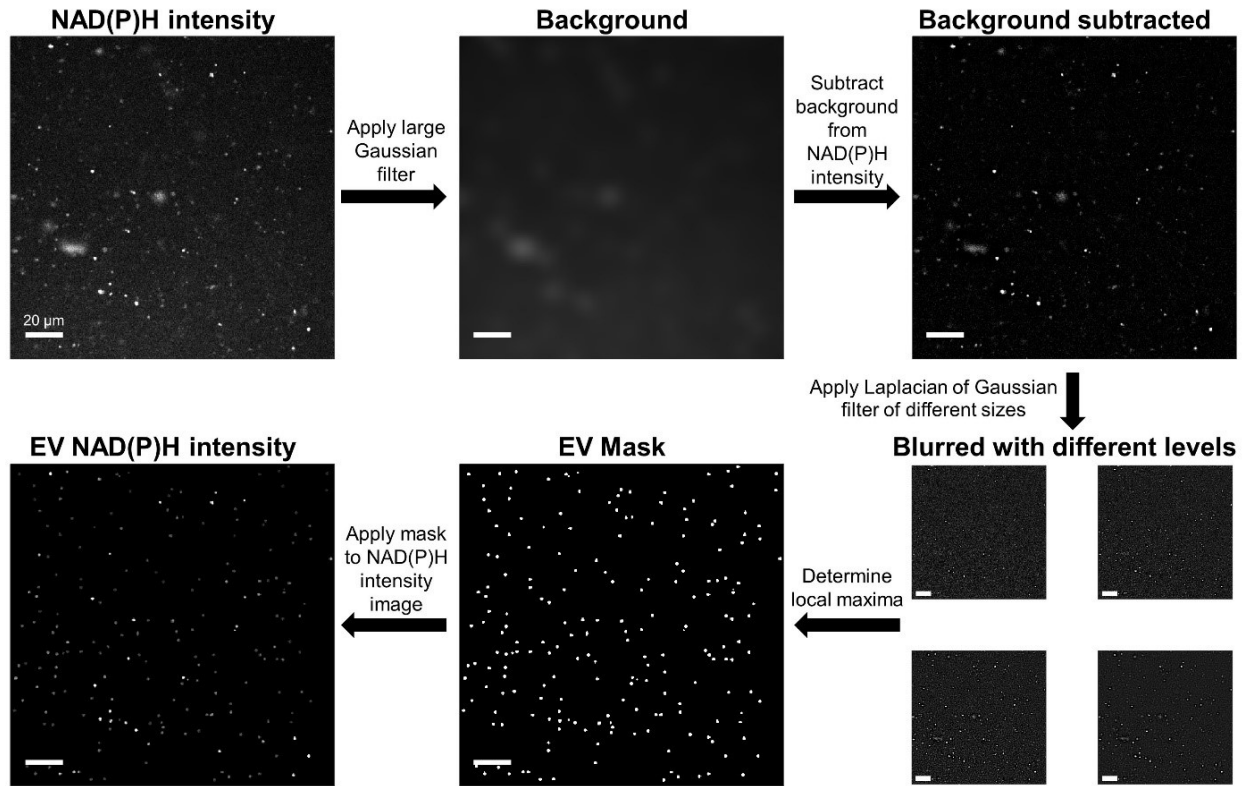 NAD(P)H intensity
Background
Background subtracted
Apply large
Gaussian
filter
Subtract
background
from
NAD(P)H
intensity
20 µm
Apply Laplacian of Gaussian
filter of different sizes
EV NAD(P)H intensity
EV Mask
Blurred with different levels
Apply mask
to NAD(P)H
intensity
image
Determine
local maxima